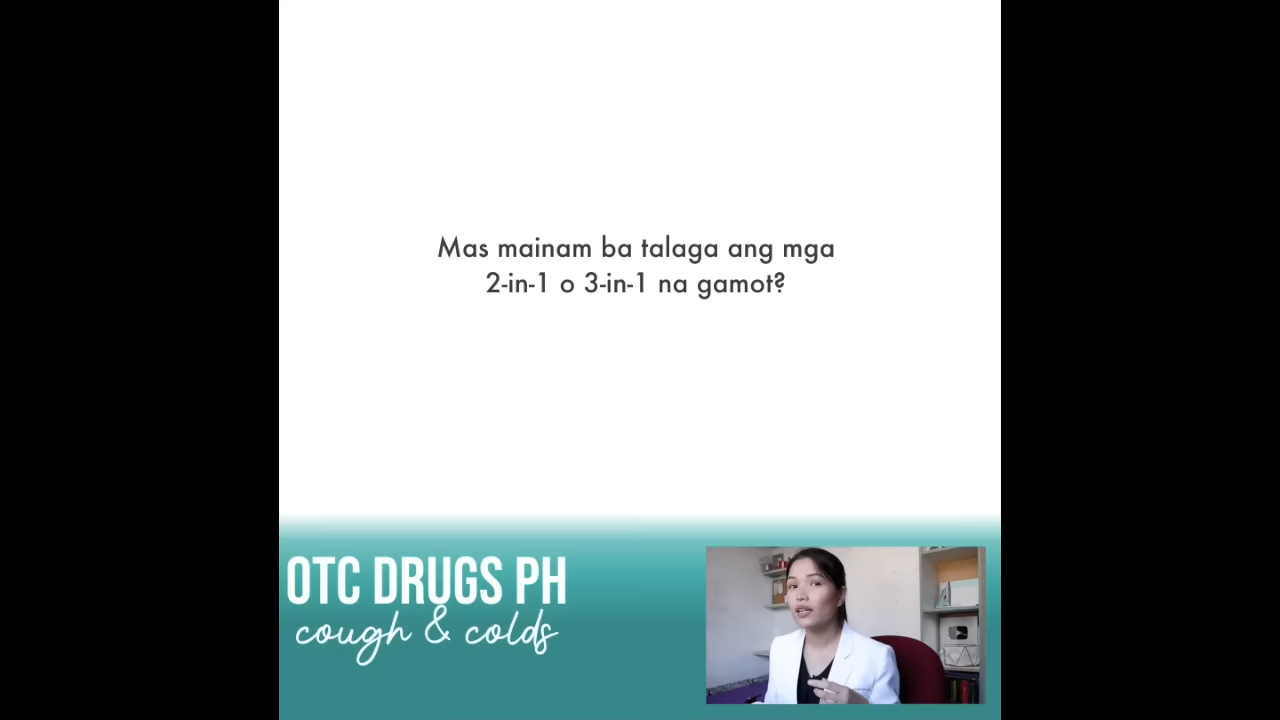 Mas mainam ba talaga ang mga
2-in-1 o 3-in-1 na gamot?
OTC DRUGS PH
cough & colds